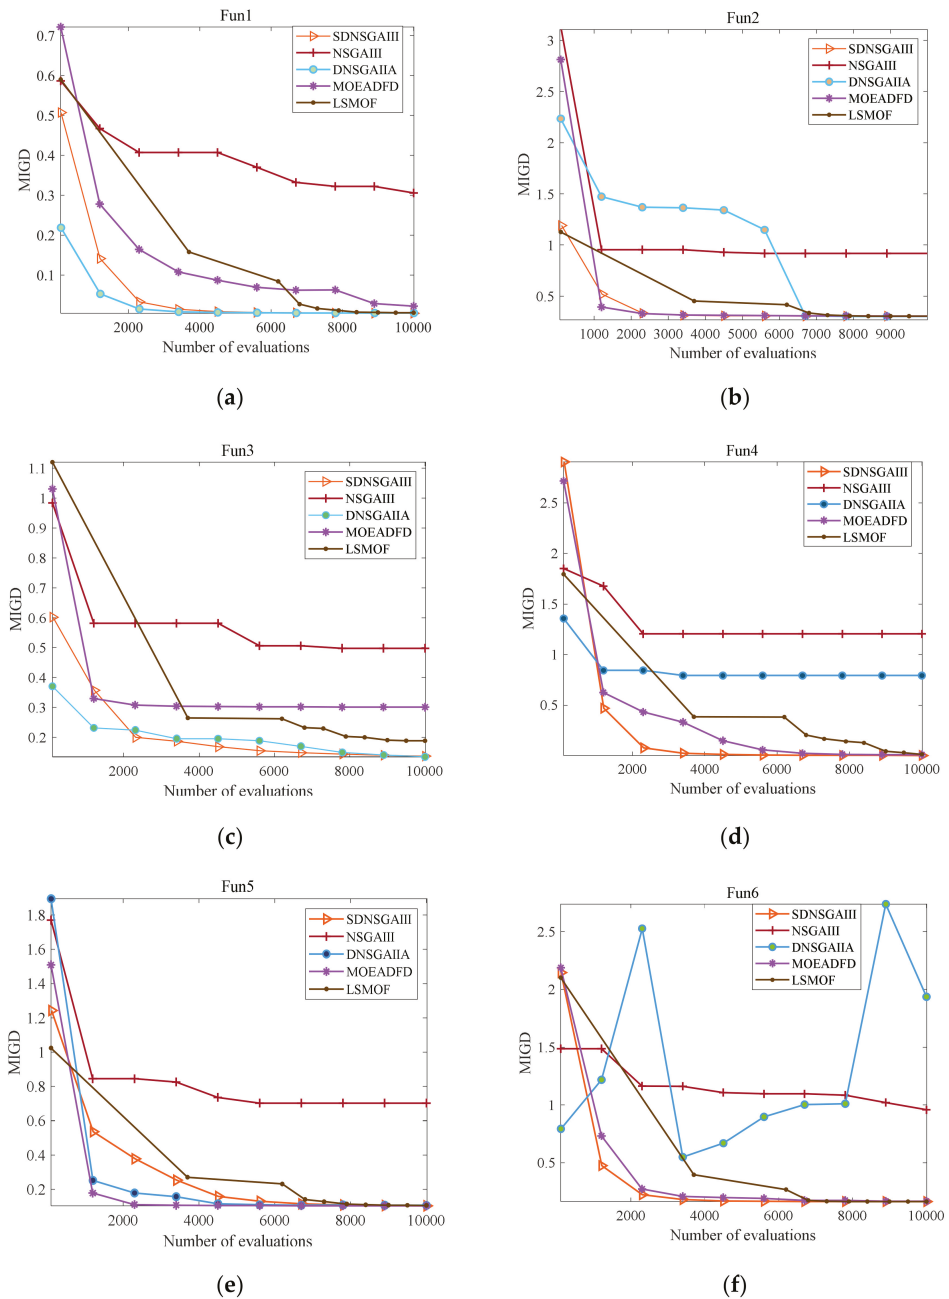 Fun1
0.7
0.6
0.5
0.4
0.3
0.2
0.1
MIGD
SDNSGAIII
NSGAIII
DNSGAIIA
MOEADFD
LSMOF
2000 4000 6000 8000 10000
Number of evaluations
(a)
Fun2
3
2.5
2
1.5
1
0.5
MIGD
SDNSGAIII
NSGAIII
DNSGAIIA
MOEADFD
LSMOF
1000 2000 3000 4000 5000 6000 7000 8000 9000
Number of evaluations
(b)
Fun3
1.1
1
0.9
0.8
0.7
0.6
0.5
0.4
0.3
0.2
MIGD
SDNSGAIII
NSGAIII
DNSGAIIA
MOEADFD
LSMOF
2000 4000 6000 8000 10000
Number of evaluations
(c)
Fun4
2.5
2
1.5
1
0.5
MIGD
SDNSGAIII
NSGAIII
DNSGAIIA
MOEADFD
LSMOF
2000 4000 6000 8000 10000
Number of evaluations
(d)
Fun5
1.8
1.6
1.4
1.2
1
0.8
0.6
0.4
0.2
MIGD
SDNSGAIII
NSGAIII
DNSGAIIA
MOEADFD
LSMOF
2000 4000 6000 8000 10000
Number of evaluations
(e)
Fun6
2.5
2
1.5
1
0.5
MIGD
SDNSGAIII
NSGAIII
DNSGAIIA
MOEADFD
LSMOF
2000 4000 6000 8000 10000
Number of evaluations
(f)